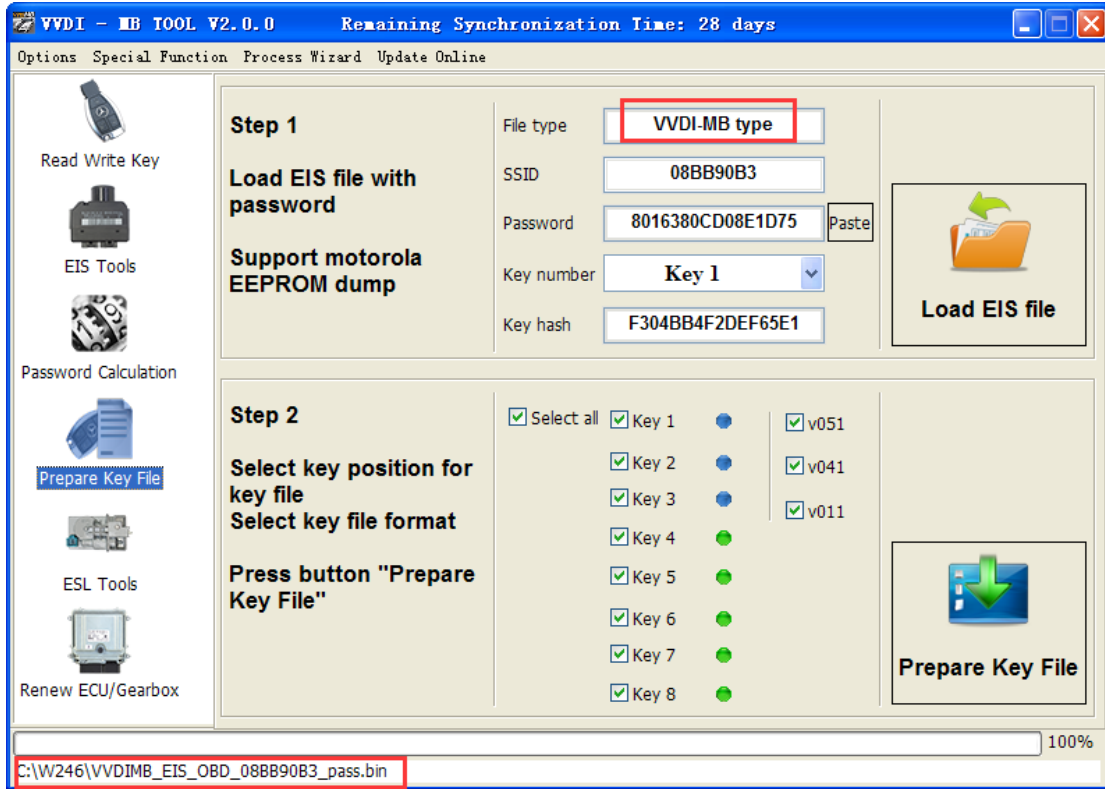 VVDI - MB TOOL V2.0.0 Remaining Synchronization Time: 28 days
Options Special Function Process Wizard Update Online
Read Write Key
EIS Tools
Password Calculation
Prepare Key File
ESL Tools
Renew ECU/Gearbox
Step 1
Load EIS file with
password
Support motorola
EEPROM dump
File type VVDI-MB type
SSID 08BB90B3
Password 8016380CD08E1D75 Paste
Key number Key 1
Key hash F304BB4F2DEF65E1
Load EIS file
Step 2
Select key position for
key file
Select key file format
Press button "Prepare
Key File"
Select all Key 1 v051
Key 2 v041
Key 3 v011
Key 4
Key 5
Key 6
Key 7
Key 8
Prepare Key File
100%
C:\W246\VVDIMB_EIS_OBD_08BB90B3_pass.bin